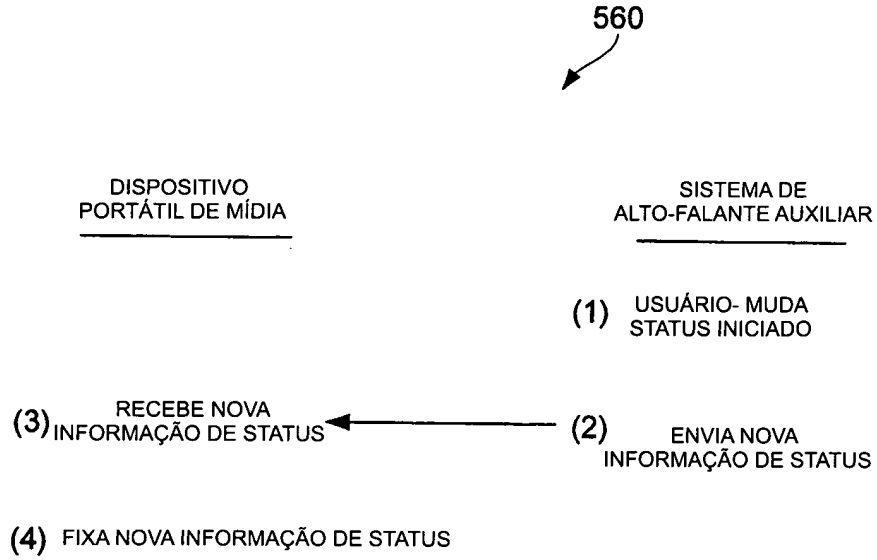 560
DISPOSITIVO
PORTÁTIL DE MÍDIA
SISTEMA DE
ALTO-FALANTE AUXILIAR
(1) USUÁRIO- MUDA
STATUS INICIADO
(3) RECEBE NOVA
INFORMAÇÃO DE STATUS
(2) ENVIA NOVA
INFORMAÇÃO DE STATUS
(4) FIXA NOVA INFORMAÇÃO DE STATUS